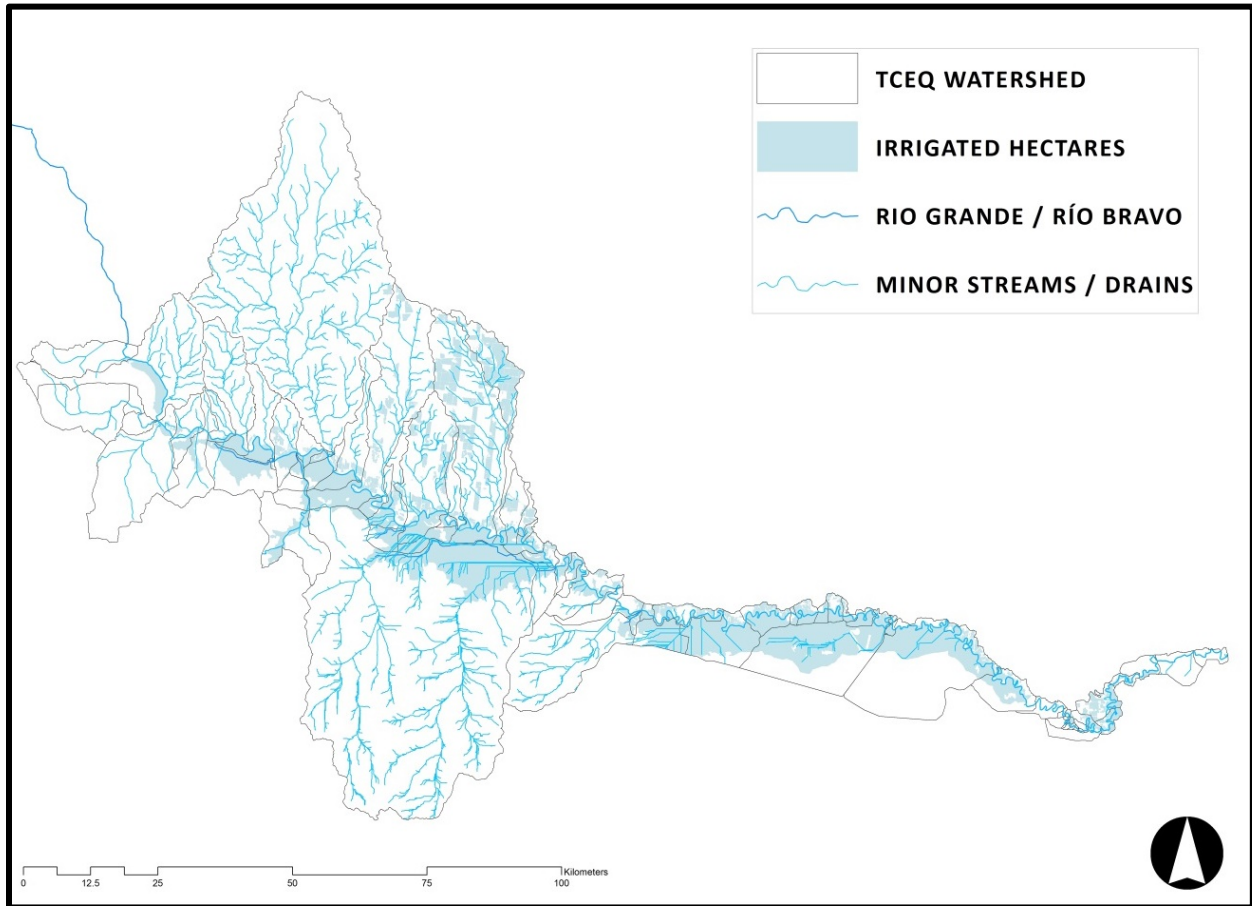 TCEQ WATERSHED
IRRIGATED HECTARES
RIO GRANDE / RÍO BRAVO
MINOR STREAMS / DRAINS
Kilometers
0 12.5 25 50 75 100